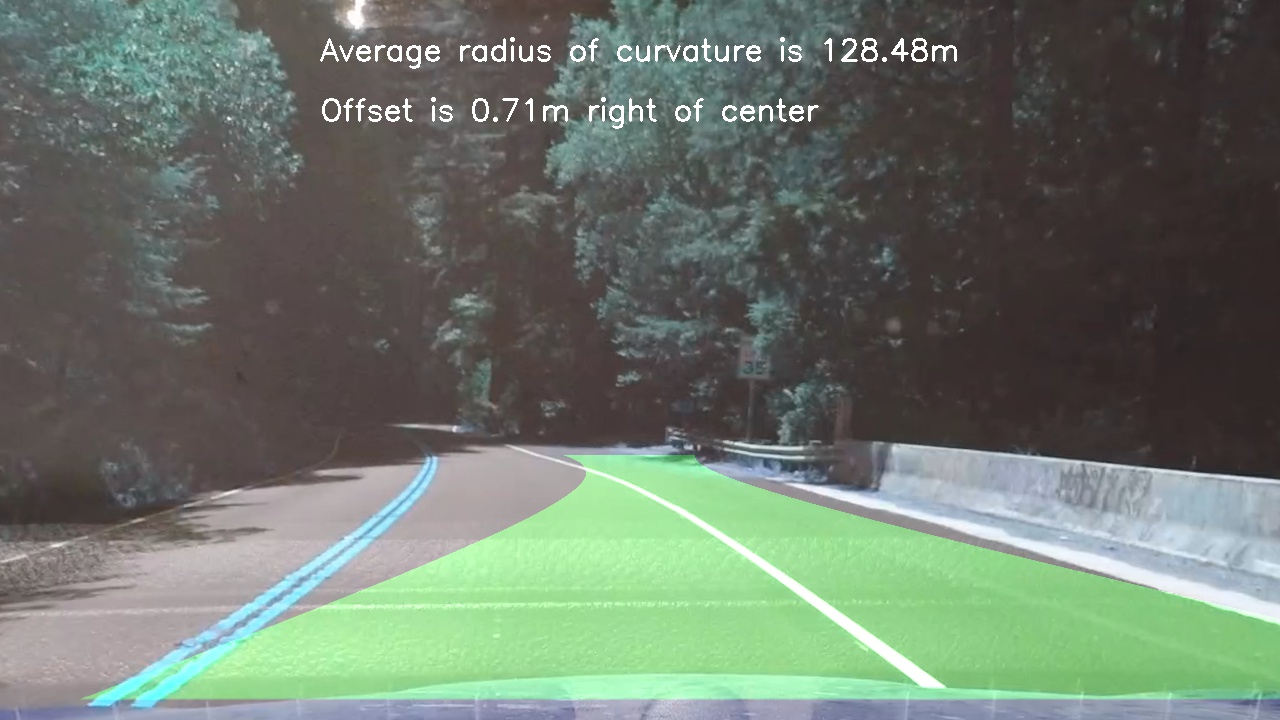 Average radius of curvature is 128.48m
Offset is 0.71m right of center
35